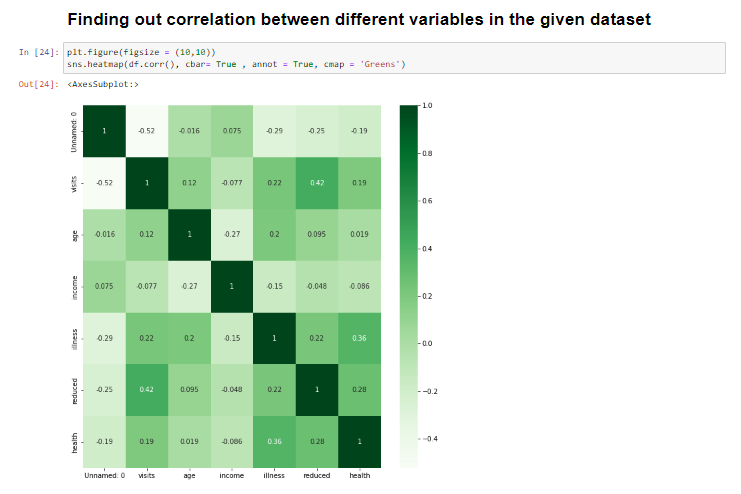 Finding out correlation between different variables in the given dataset
In [24]: plt.figure(figsize = (10,10))
sns.heatmap(df.corr(), cbar= True , annot = True, cmap = 'Greens')
Out[24]: <AxesSubplot:>
Unnamed: 0 1 -0.52 -0.016 0.075 -0.29 -0.25 -0.19
visits -0.52 1 0.12 -0.077 0.22 0.42 0.19
age -0.016 0.12 1 -0.27 0.2 0.095 0.019
income 0.075 -0.077 -0.27 1 -0.15 -0.048 -0.086
illness -0.29 0.22 0.2 -0.15 1 0.22 0.36
reduced -0.25 0.42 0.095 -0.048 0.22 1 0.28
health -0.19 0.19 0.019 -0.086 0.36 0.28 1
Unnamed: 0 visits age income illness reduced health
1.0
0.8
0.6
0.4
0.2
0.0
−0.2
−0.4